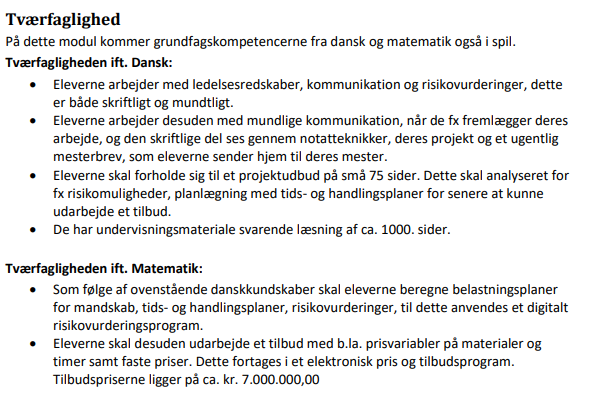 Tværfaglighed
På dette modul kommer grundfagskompetencerne fra dansk og matematik også i spil.
Tværfagligheden ift. Dansk:
• Eleverne arbejder med ledelsesredskaber, kommunikation og risikovurderinger, dette
er både skriftligt og mundtligt.
• Eleverne arbejder desuden med mundlige kommunikation, når de fx fremlægger deres
arbejde, og den skriftlige del ses gennem notatteknikker, deres projekt og et ugentlig
mesterbrev, som eleverne sender hjem til deres mester.
• Eleverne skal forholde sig til et projektudbud på små 75 sider. Dette skal analyseret for
fx risikomuligheder, planlægning med tids- og handlingsplaner for senere at kunne
udarbejde et tilbud.
• De har undervisningsmateriale svarende læsning af ca. 1000. sider.
Tværfagligheden ift. Matematik:
• Som følge af ovenstående danskkundskaber skal eleverne beregne belastningsplaner
for mandskab, tids- og handlingsplaner, risikovurderinger, til dette anvendes et digitalt
risikovurderingsprogram.
• Eleverne skal desuden udarbejde et tilbud med b.la. prisvariabler på materialer og
timer samt faste priser. Dette fortages i et elektronisk pris og tilbudsprogram.
Tilbudspriserne ligger på ca. kr. 7.000.000,00